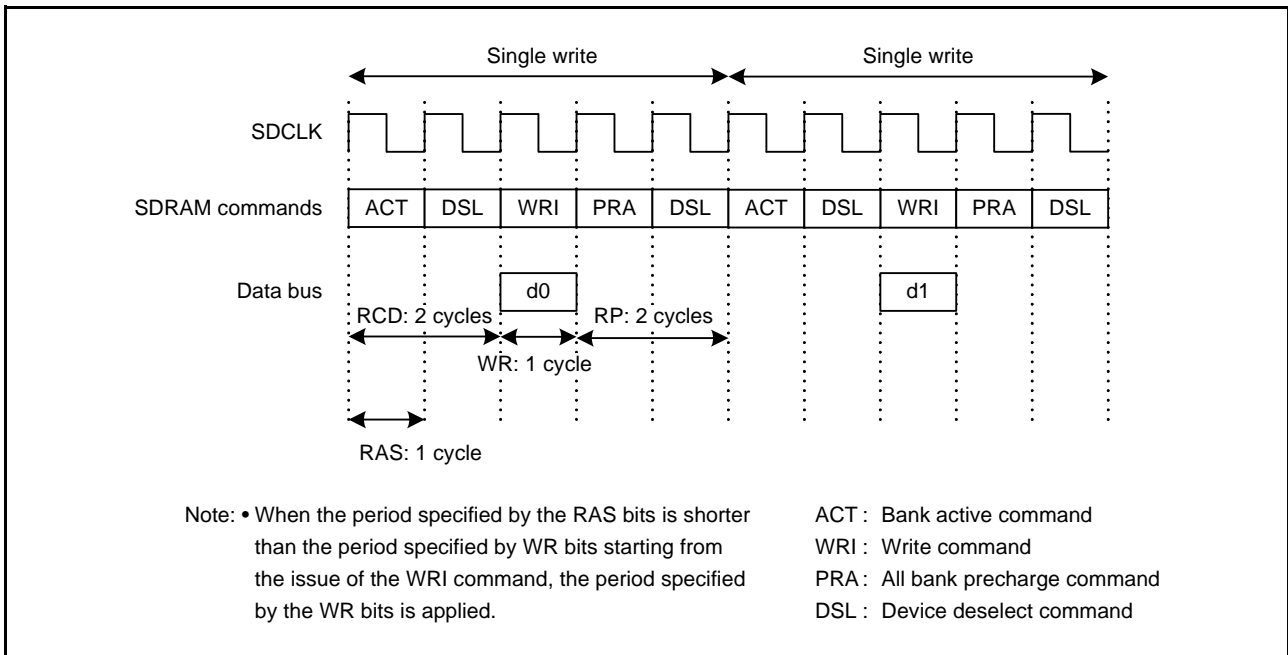 Single write Single write
SDCLK
SDRAM commands ACT DSL WRI PRA DSL ACT DSL WRI PRA DSL
Data bus d0 d1
RCD: 2 cycles RP: 2 cycles
WR: 1 cycle
RAS: 1 cycle
Note: • When the period specified by the RAS bits is shorter
than the period specified by WR bits starting from
the issue of the WRI command, the period specified
by the WR bits is applied.
ACT : Bank active command
WRI : Write command
PRA : All bank precharge command
DSL : Device deselect command